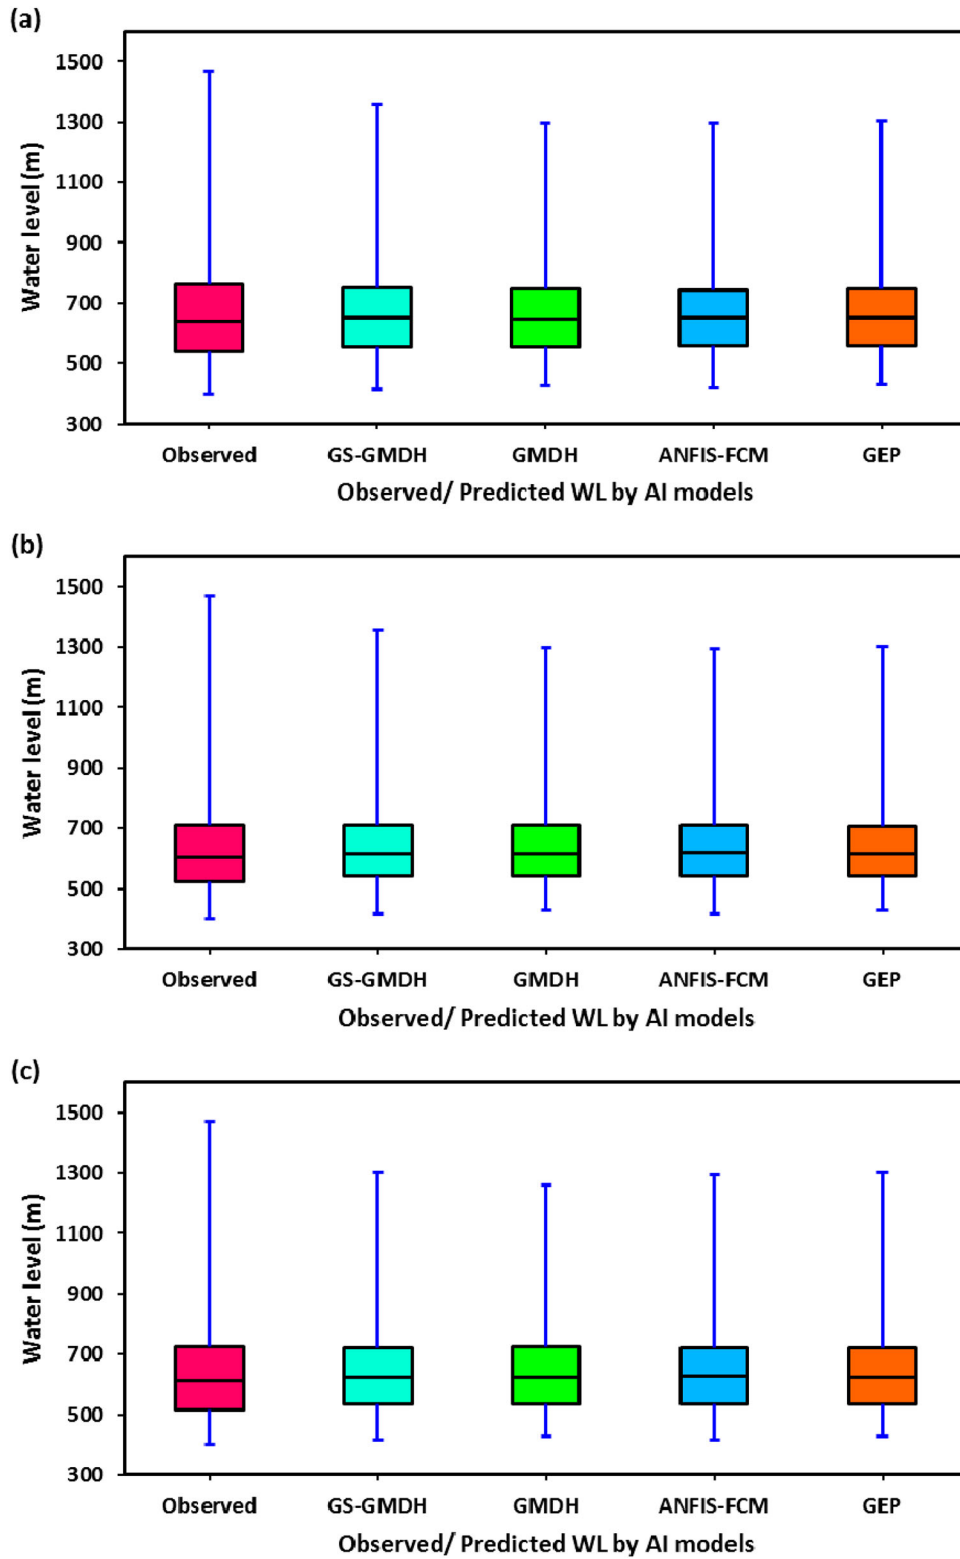 (a)
Water level (m)
1500
1300
1100
900
700
500
300
Observed GS-GMDH GMDH ANFIS-FCM GEP
Observed/ Predicted WL by AI models
(b)
Water level (m)
1500
1300
1100
900
700
500
300
Observed GS-GMDH GMDH ANFIS-FCM GEP
Observed/ Predicted WL by AI models
(c)
Water level (m)
1500
1300
1100
900
700
500
300
Observed GS-GMDH GMDH ANFIS-FCM GEP
Observed/ Predicted WL by AI models